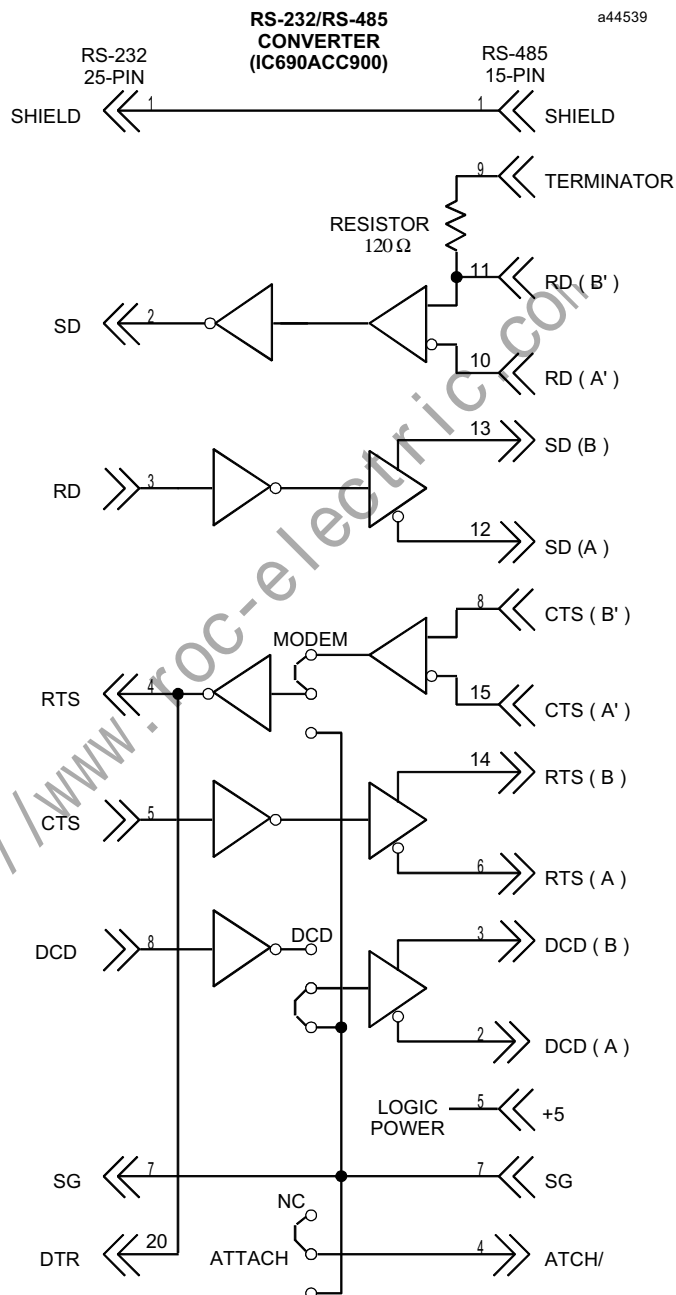 RS-232/RS-485
CONVERTER
(IC690ACC900)
a44539
RS-232
25-PIN
RS-485
15-PIN
SHIELD 1 1 SHIELD
9 TERMINATOR
RESISTOR
120 Ω
11 RD ( B' )
SD 2
10 RD ( A' )
13 SD (B )
RD 3
12 SD (A )
8 CTS ( B' )
MODEM
RTS 4
15 CTS ( A' )
14 RTS ( B )
CTS 5
6 RTS ( A )
DCD 8 DCD
3 DCD ( B )
2 DCD ( A )
LOGIC
POWER
5 +5
SG 7 7 SG
NC
DTR 20 ATTACH 4 ATCH/
//www.roc-electric.com